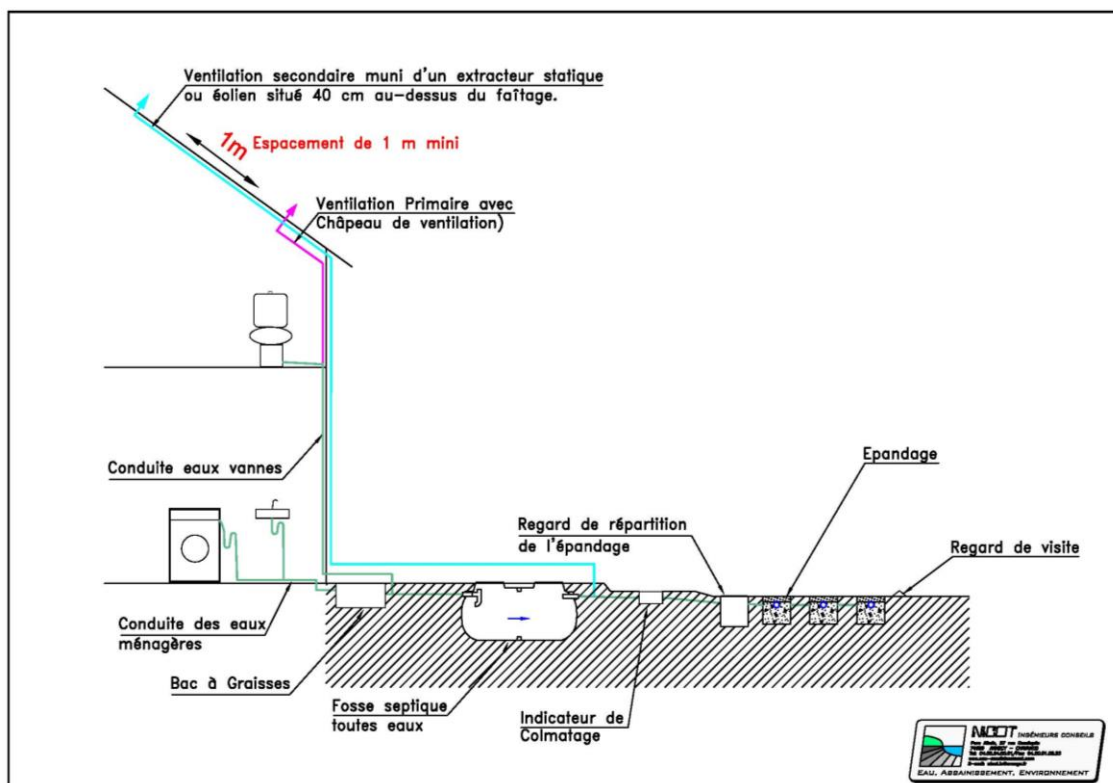 Ventilation secondaire muni d'un extracteur statique
ou éolien situé 40 cm au-dessus du faîtage.
1m
Espacement de 1 m mini
Ventilation Primaire avec
Châpeau de ventilation)
Conduite eaux vannes
Epandage
Regard de répartition
de l'épandage
Regard de visite
Conduite des eaux
ménagères
Bac à Graisses
Fosse septique
toutes eaux
Indicateur de
Colmatage
NICOT INGÉNIEURS CONSEILS
EAU, ASSAINISSEMENT, ENVIRONNEMENT